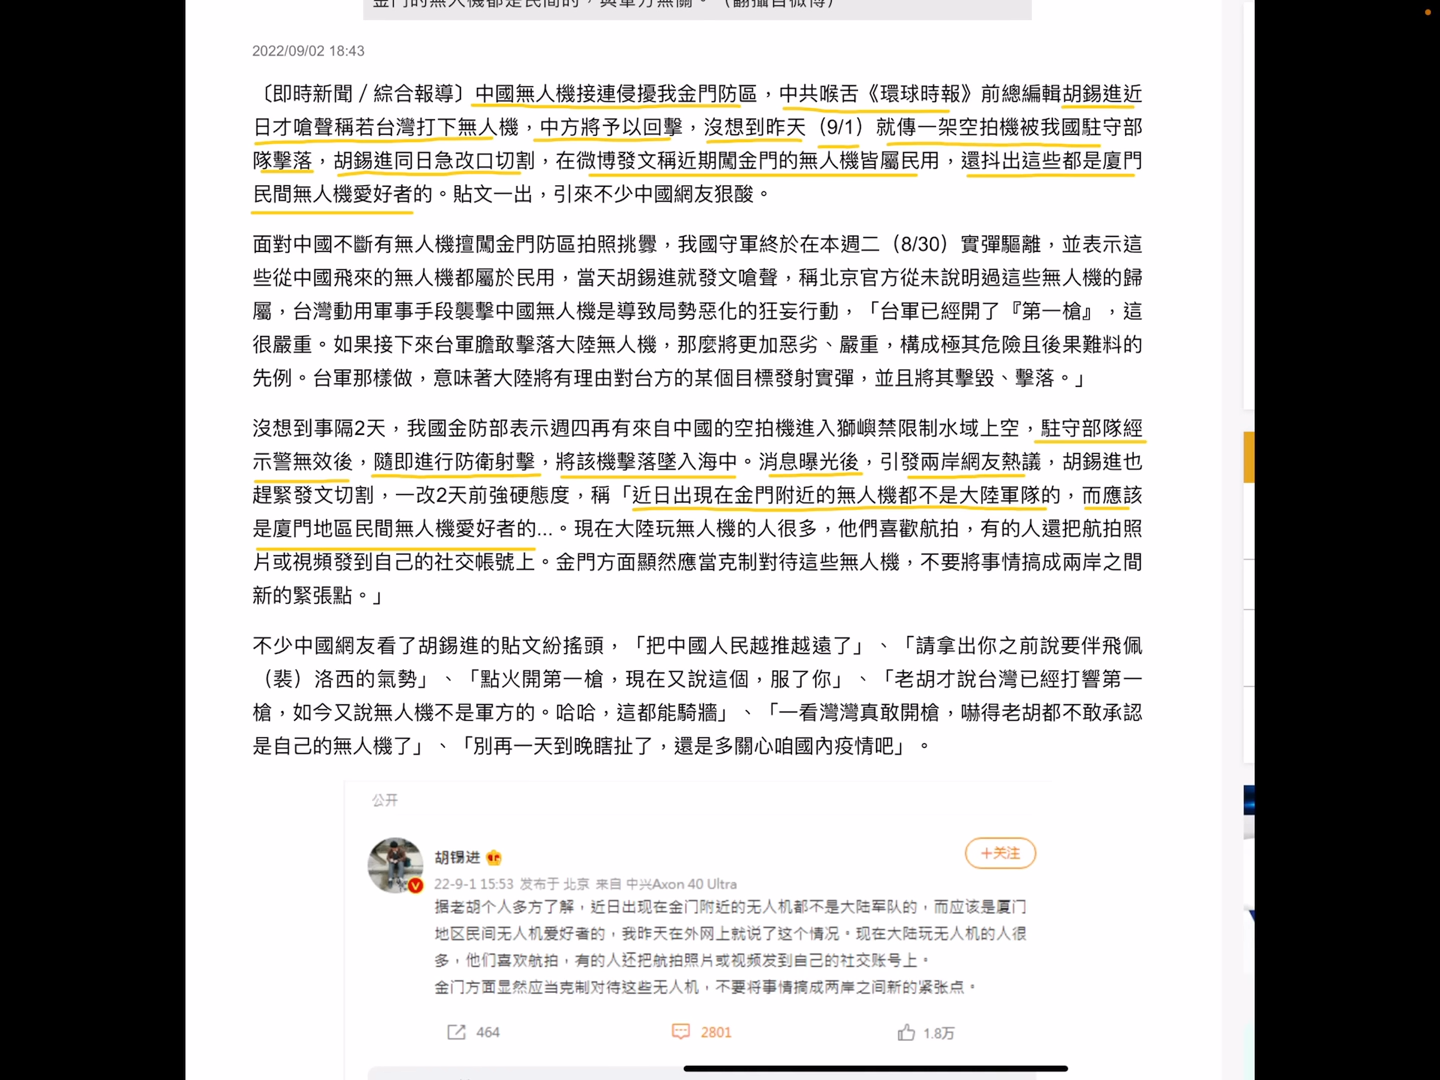 金門的無人機都是民間的，與軍方無關。（翻攝自微博）
2022/09/02 18:43
〔即時新聞／綜合報導〕中國無人機接連侵擾我金門防區，中共喉舌《環球時報》前總編輯胡錫進近
日才嗆聲稱若台灣打下無人機，中方將予以回擊，沒想到昨天（9/1）就傳一架空拍機被我國駐守部
隊擊落，胡錫進同日急改口切割，在微博發文稱近期闖金門的無人機皆屬民用，還抖出這些都是廈門
民間無人機愛好者的。貼文一出，引來不少中國網友狠酸。
面對中國不斷有無人機擅闖金門防區拍照挑釁，我國守軍終於在本週二（8/30）實彈驅離，並表示這
些從中國飛來的無人機都屬於民用，當天胡錫進就發文嗆聲，稱北京官方從未說明過這些無人機的歸
屬，台灣動用軍事手段襲擊中國無人機是導致局勢惡化的狂妄行動，「台軍已經開了『第一槍』，這
很嚴重。如果接下來台軍膽敢擊落大陸無人機，那麼將更加惡劣、嚴重，構成極其危險且後果難料的
先例。台軍那樣做，意味著大陸將有理由對台方的某個目標發射實彈，並且將其擊毀、擊落。」
沒想到事隔2天，我國金防部表示週四再有來自中國的空拍機進入獅嶼禁限制水域上空，駐守部隊經
示警無效後，隨即進行防衛射擊，將該機擊落墜入海中。消息曝光後，引發兩岸網友熱議，胡錫進也
趕緊發文切割，一改2天前強硬態度，稱「近日出現在金門附近的無人機都不是大陸軍隊的，而應該
是廈門地區民間無人機愛好者的...。現在大陸玩無人機的人很多，他們喜歡航拍，有的人還把航拍照
片或視頻發到自己的社交帳號上。金門方面顯然應當克制對待這些無人機，不要將事情搞成兩岸之間
新的緊張點。」
不少中國網友看了胡錫進的貼文紛搖頭，「把中國人民越推越遠了」、「請拿出你之前說要伴飛佩
（裴）洛西的氣勢」、「點火開第一槍，現在又說這個，服了你」、「老胡才說台灣已經打響第一
槍，如今又說無人機不是軍方的。哈哈，這都能騎牆」、「一看灣灣真敢開槍，嚇得老胡都不敢承認
是自己的無人機了」、「別再一天到晚瞎扯了，還是多關心咱國內疫情吧」。
公开
胡锡进
+关注
22-9-1 15:53 发布于 北京 来自 中兴Axon 40 Ultra
据老胡个人多方了解，近日出现在金门附近的无人机都不是大陆军队的，而应该是厦门
地区民间无人机爱好者的，我昨天在外网上就说了这个情况。现在大陆玩无人机的人很
多，他们喜欢航拍，有的人还把航拍照片或视频发到自己的社交账号上。
金门方面显然应当克制对待这些无人机，不要将事情搞成两岸之间新的紧张点。
464
2801
1.8万